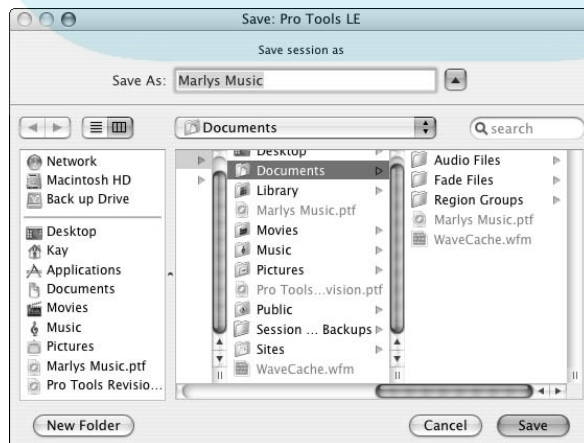 Save: Pro Tools LE
Save session as
Save As: Marlys Music
Documents
search
Network
Macintosh HD
Back up Drive
Desktop
Kay
Applications
Documents
Movies
Music
Pictures
Marlys Music.ptf
Pro Tools Revisio...
Desktop
Documents
Library
Marlys Music.ptf
Movies
Music
Pictures
Pro Tools...vision.ptf
Public
Session ... Backups
Sites
WaveCache.wfm
Audio Files
Fade Files
Region Groups
Marlys Music.ptf
WaveCache.wfm
New Folder
Cancel
Save